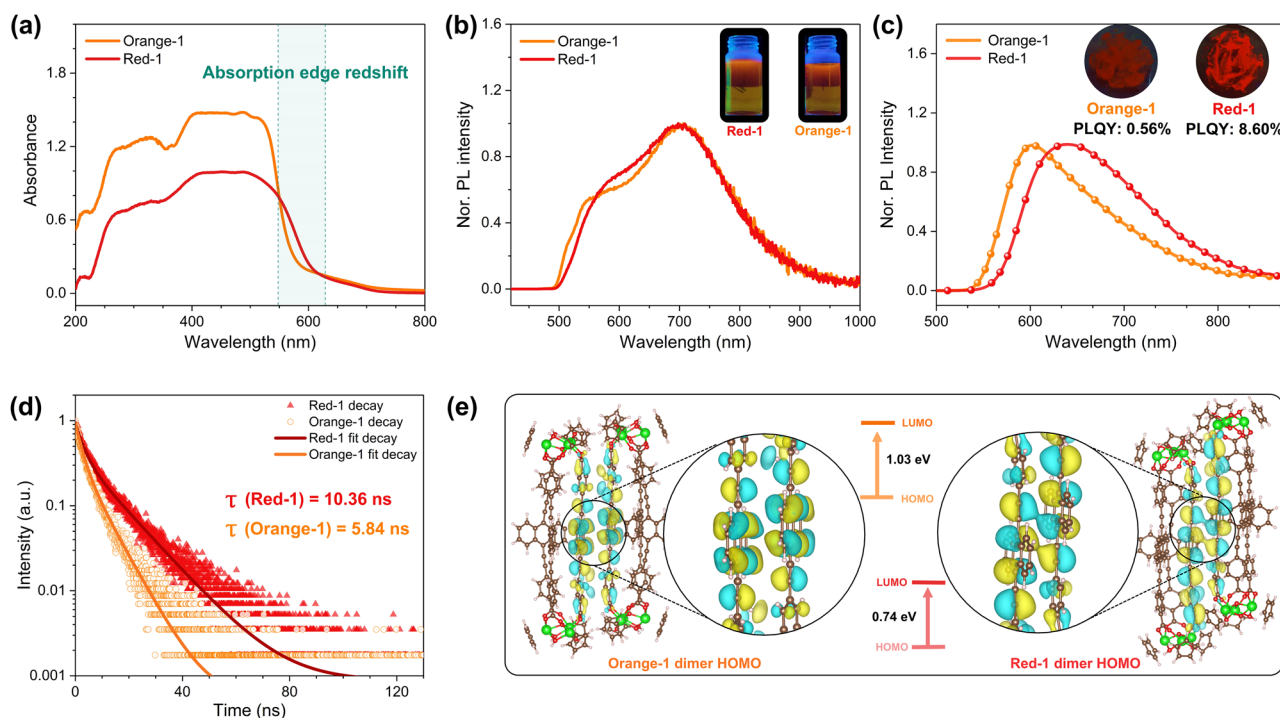 (a)
Orange-1
Red-1
Absorption edge redshift
1.8
1.2
0.6
0.0
Absorbance
200
400
600
800
Wavelength (nm)
(b)
Orange-1
Red-1
Red-1
Orange-1
1.6
1.2
0.8
0.4
0.0
Nor. PL intensity
500
600
700
800
900
1000
Wavelength (nm)
(c)
Orange-1
Red-1
Orange-1
PLQY: 0.56%
Red-1
PLQY: 8.60%
1.6
1.2
0.8
0.4
0.0
Nor. PL Intensity
500
600
700
800
Wavelength (nm)
(d)
Red-1 decay
Orange-1 decay
Red-1 fit decay
Orange-1 fit decay
τ (Red-1) = 10.36 ns
τ (Orange-1) = 5.84 ns
1
0.1
0.01
0.001
Intensity (a.u.)
0
40
80
120
Time (ns)
(e)
LUMO
1.03 eV
HOMO
LUMO
0.74 eV
HOMO
Orange-1 dimer HOMO
Red-1 dimer HOMO